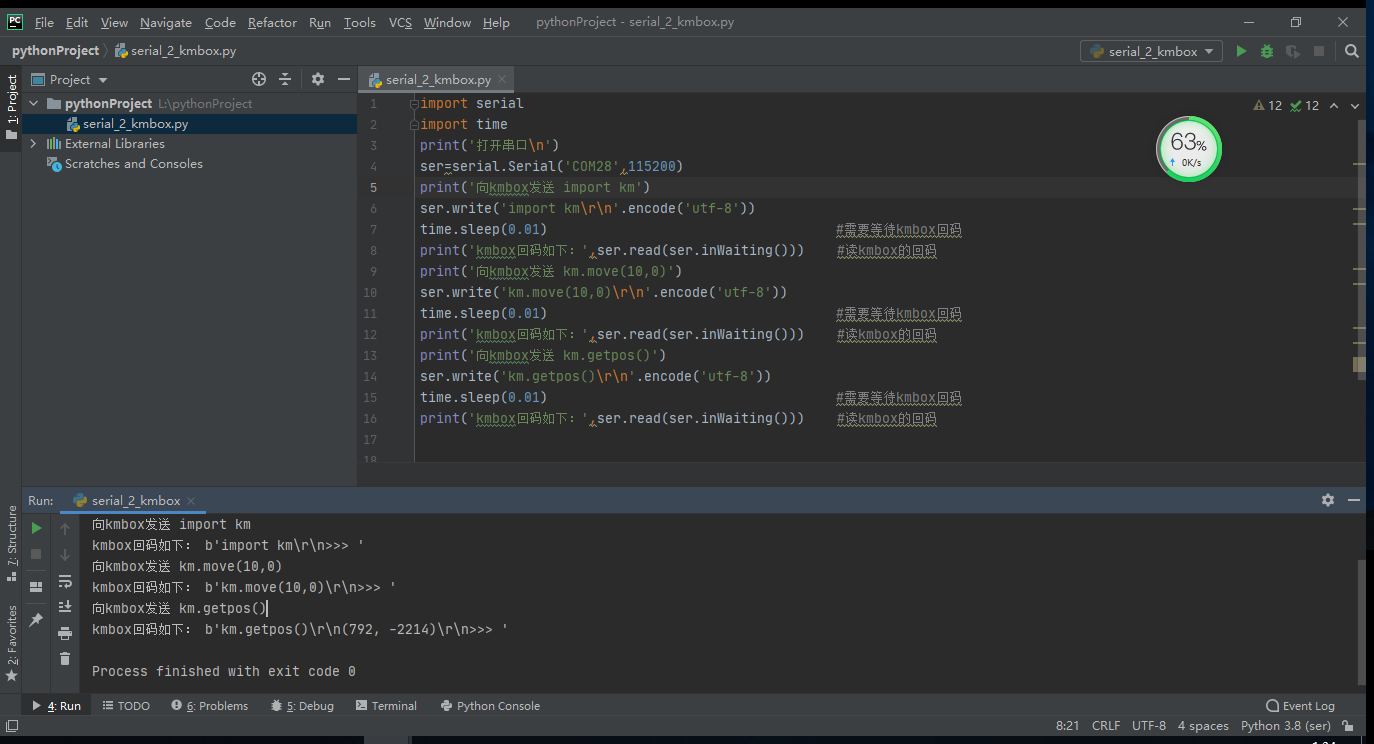 PC File Edit View Navigate Code Refactor Run Tools VCS Window Help pythonProject - serial_2_kmbox.py
pythonProject serial_2_kmbox.py serial_2_kmbox
1: Project
Project
serial_2_kmbox.py
pythonProject L:\pythonProject
serial_2_kmbox.py
External Libraries
Scratches and Consoles
12 12
63%
0K/s
1 import serial
2 import time
3 print('打开串口\n')
4 ser=serial.Serial('COM28',115200)
5 print('向kmbox发送 import km')
6 ser.write('import km\r\n'.encode('utf-8'))
7 time.sleep(0.01) #需要等待kmbox回码
8 print('kmbox回码如下: ',ser.read(ser.inWaiting())) #读kmbox的回码
9 print('向kmbox发送 km.move(10,0)')
10 ser.write('km.move(10,0)\r\n'.encode('utf-8'))
11 time.sleep(0.01) #需要等待kmbox回码
12 print('kmbox回码如下: ',ser.read(ser.inWaiting())) #读kmbox的回码
13 print('向kmbox发送 km.getpos()')
14 ser.write('km.getpos()\r\n'.encode('utf-8'))
15 time.sleep(0.01) #需要等待kmbox回码
16 print('kmbox回码如下: ',ser.read(ser.inWaiting())) #读kmbox的回码
17
18
7: Structure
2: Favorites
Run: serial_2_kmbox
向kmbox发送 import km
kmbox回码如下: b'import km\r\n>>> '
向kmbox发送 km.move(10,0)
kmbox回码如下: b'km.move(10,0)\r\n>>> '
向kmbox发送 km.getpos()
kmbox回码如下: b'km.getpos()\r\n(792, -2214)\r\n>>> '
Process finished with exit code 0
4: Run TODO 6: Problems 5: Debug Terminal Python Console Event Log
8:21 CRLF UTF-8 4 spaces Python 3.8 (ser)